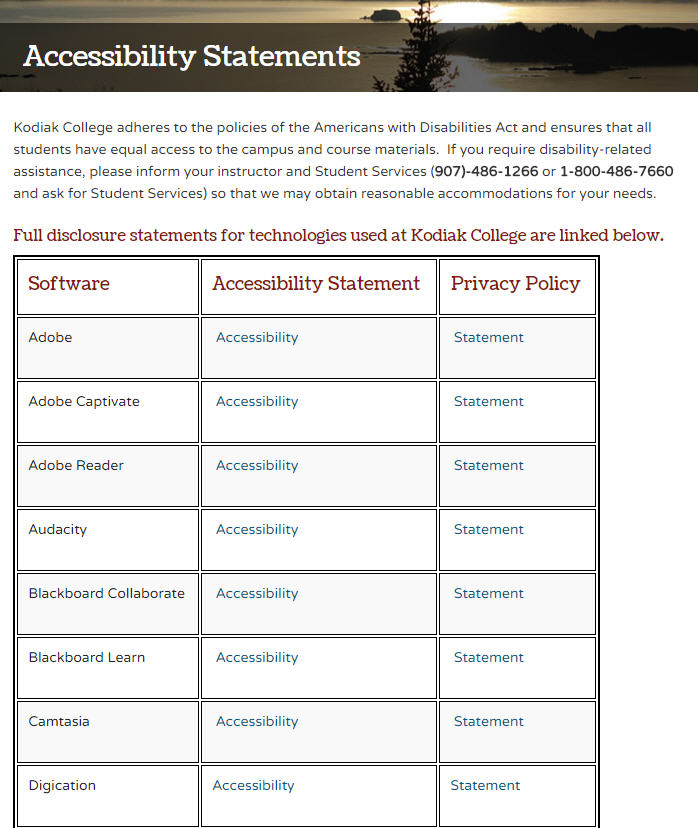 Accessibility Statements
Kodiak College adheres to the policies of the Americans with Disabilities Act and ensures that all
students have equal access to the campus and course materials.  If you require disability-related
assistance, please inform your instructor and Student Services (907)-486-1266 or 1-800-486-7660
and ask for Student Services) so that we may obtain reasonable accommodations for your needs.
Full disclosure statements for technologies used at Kodiak College are linked below.
Software Accessibility Statement Privacy Policy
Adobe Accessibility Statement
Adobe Captivate Accessibility Statement
Adobe Reader Accessibility Statement
Audacity Accessibility Statement
Blackboard Collaborate Accessibility Statement
Blackboard Learn Accessibility Statement
Camtasia Accessibility Statement
Digication Accessibility Statement